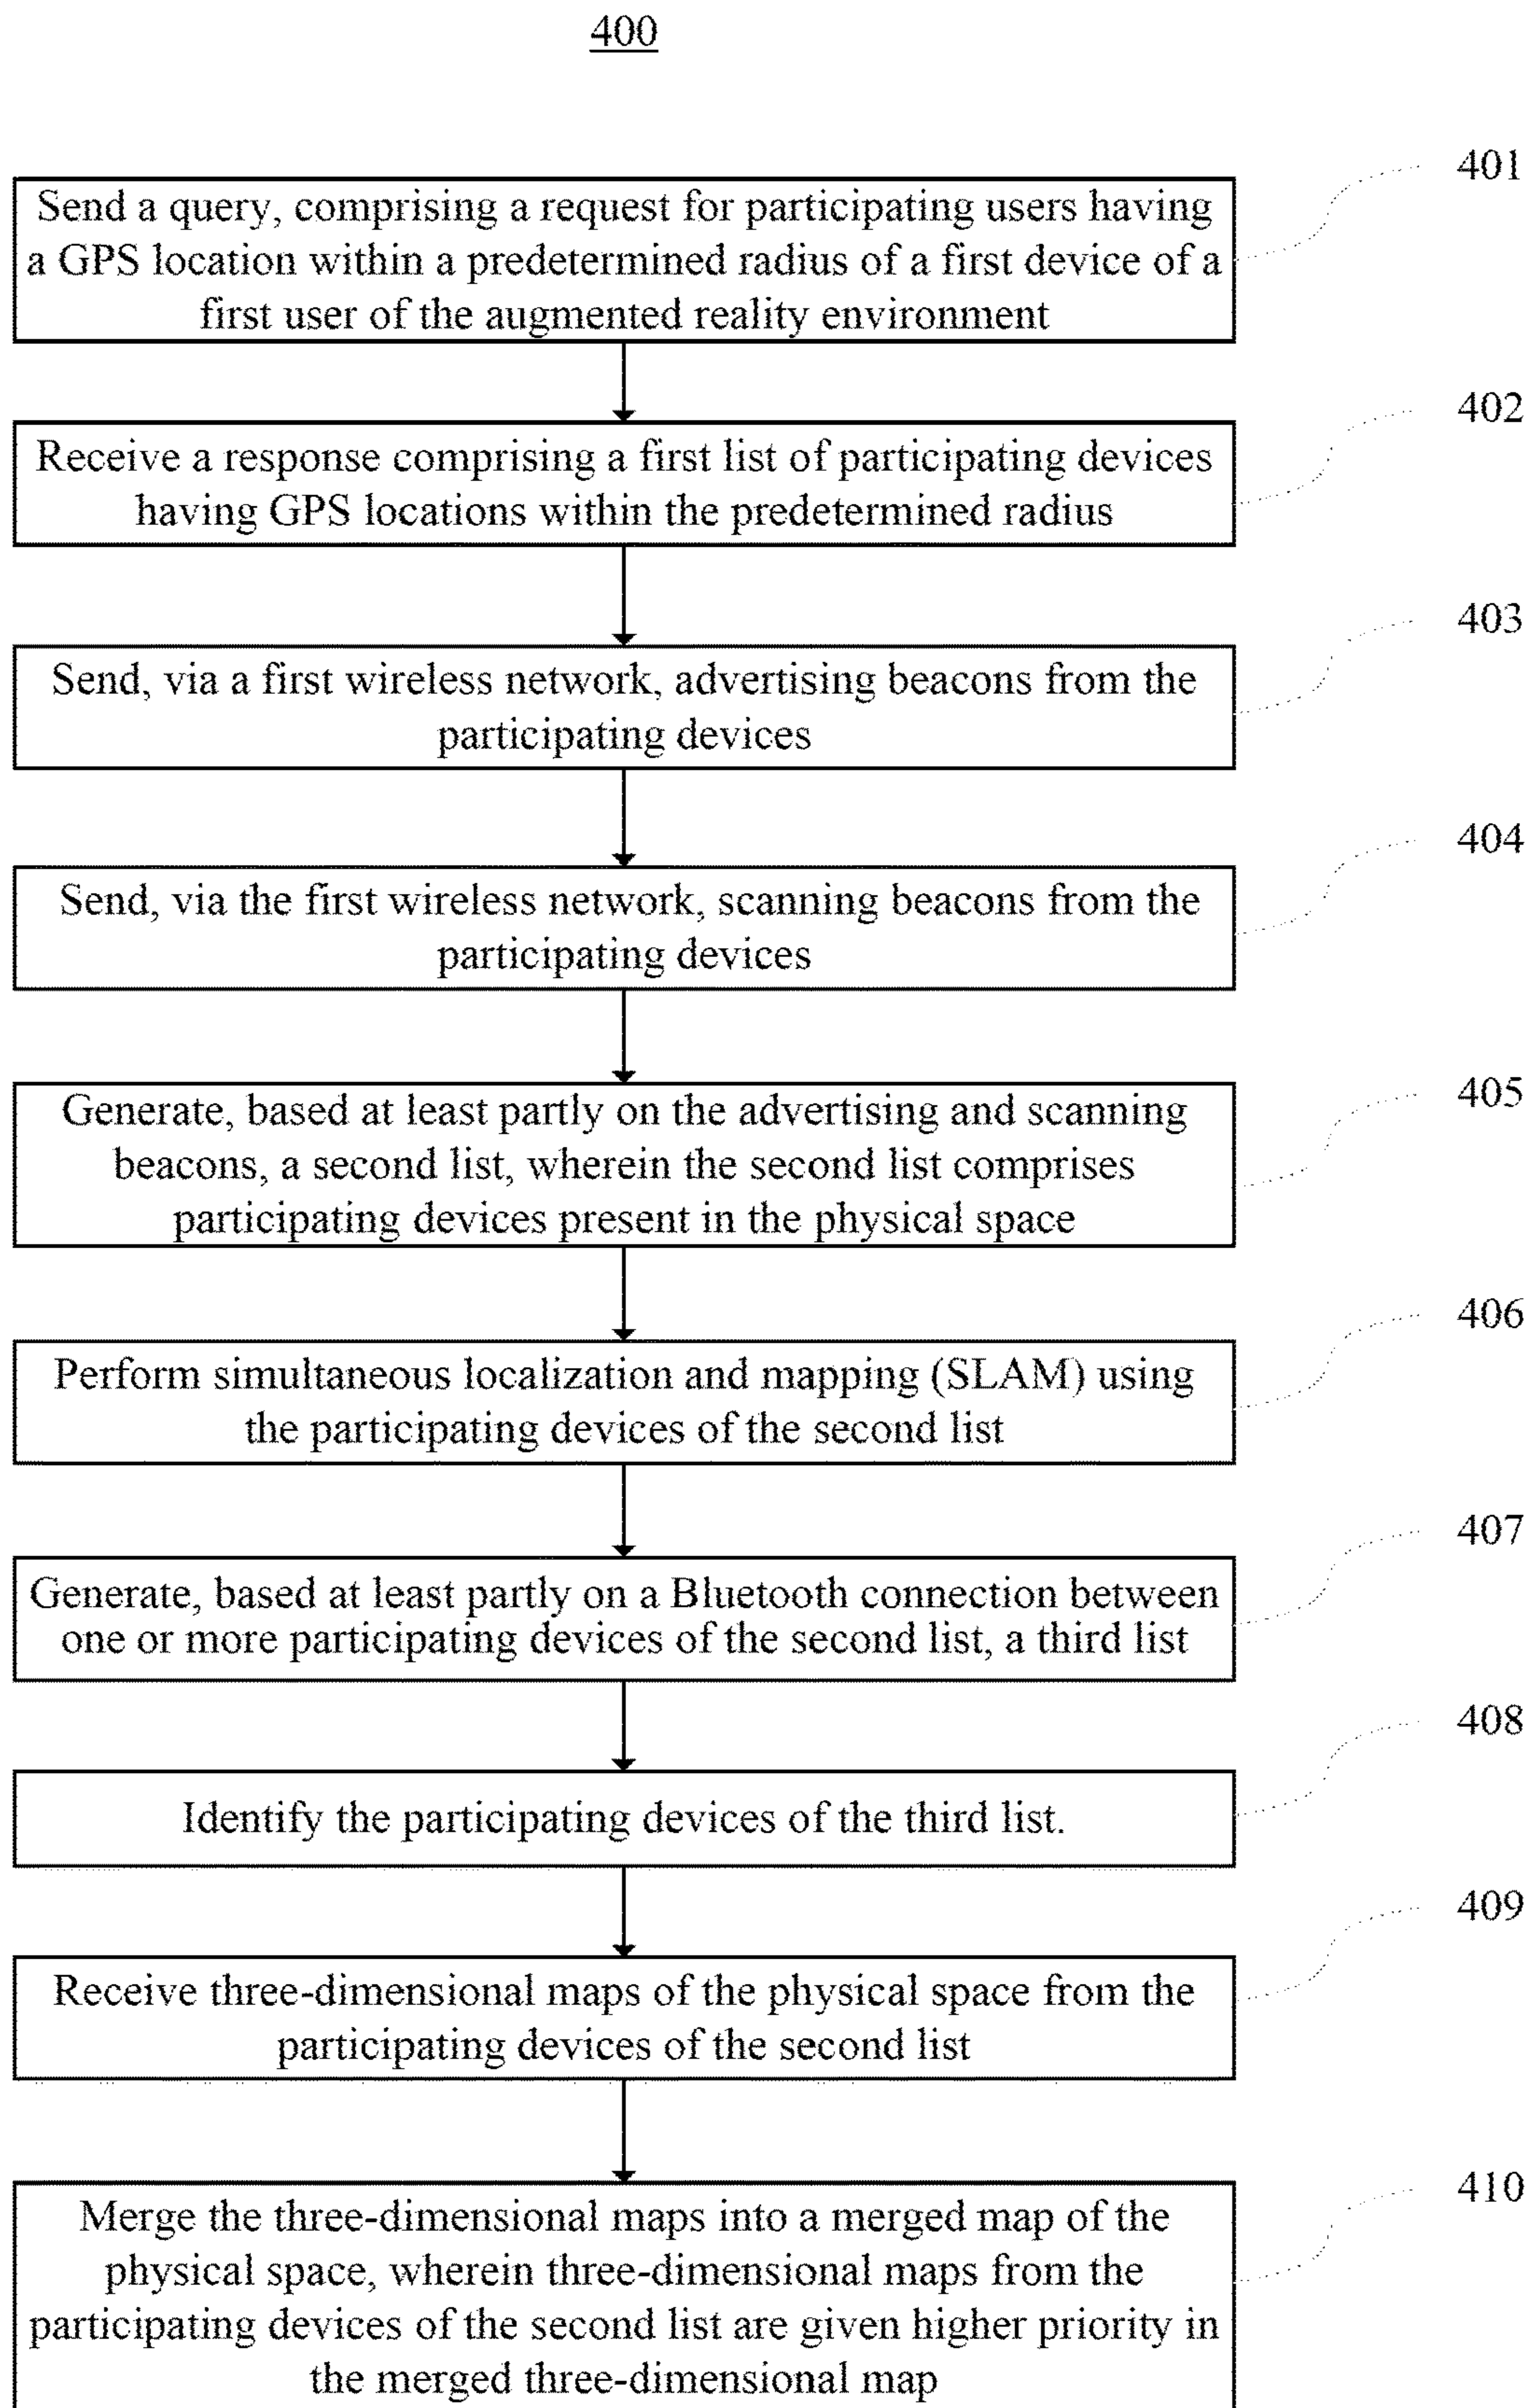 400
401
Send a query, comprising a request for participating users having
a GPS location within a predetermined radius of a first device of a
first user of the augmented reality environment
402
Receive a response comprising a first list of participating devices
having GPS locations within the predetermined radius
403
Send, via a first wireless network, advertising beacons from the
participating devices
404
Send, via the first wireless network, scanning beacons from the
participating devices
405
Generate, based at least partly on the advertising and scanning
beacons, a second list, wherein the second list comprises
participating devices present in the physical space
406
Perform simultaneous localization and mapping (SLAM) using
the participating devices of the second list
407
Generate, based at least partly on a Bluetooth connection between
one or more participating devices of the second list, a third list
408
Identify the participating devices of the third list.
409
Receive three-dimensional maps of the physical space from the
participating devices of the second list
410
Merge the three-dimensional maps into a merged map of the
physical space, wherein three-dimensional maps from the
participating devices of the second list are given higher priority in
the merged three-dimensional map